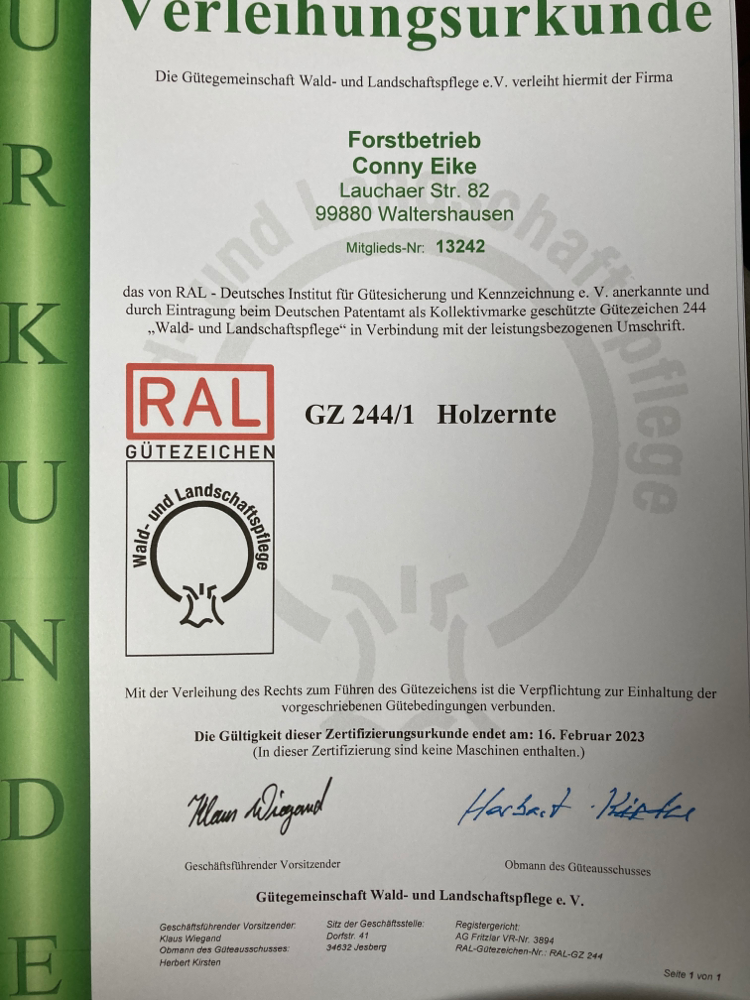 URKUNDE
Verleihungsurkunde
Die Gütegemeinschaft Wald- und Landschaftspflege e.V. verleiht hiermit der Firma
Forstbetrieb
Conny Eike
Lauchaer Str. 82
99880 Waltershausen
Mitglieds-Nr: 13242
das von RAL - Deutsches Institut für Gütesicherung und Kennzeichnung e. V. anerkannte und
durch Eintragung beim Deutschen Patentamt als Kollektivmarke geschützte Gütezeichen 244
„Wald- und Landschaftspflege“ in Verbindung mit der leistungsbezogenen Umschrift.
RAL
GÜTEZEICHEN
GZ 244/1 Holzernte
Wald- und Landschaftspflege
d- und Landschaftspflege
Mit der Verleihung des Rechts zum Führen des Gütezeichens ist die Verpflichtung zur Einhaltung der
vorgeschriebenen Gütebedingungen verbunden.
Die Gültigkeit dieser Zertifizierungsurkunde endet am: 16. Februar 2023
(In dieser Zertifizierung sind keine Maschinen enthalten.)
Klaus Wiegand
Herbert Kirsten
Geschäftsführender Vorsitzender
Obmann des Güteausschusses
Gütegemeinschaft Wald- und Landschaftspflege e. V.
Geschäftsführender Vorsitzender:
Klaus Wiegand
Obmann des Güteausschusses:
Herbert Kirsten
Sitz der Geschäftsstelle:
Dorfstr. 41
34632 Jesberg
Registergericht:
AG Fritzlar VR-Nr. 3894
RAL-Gütezeichen-Nr.: RAL-GZ 244
Seite 1 von 1